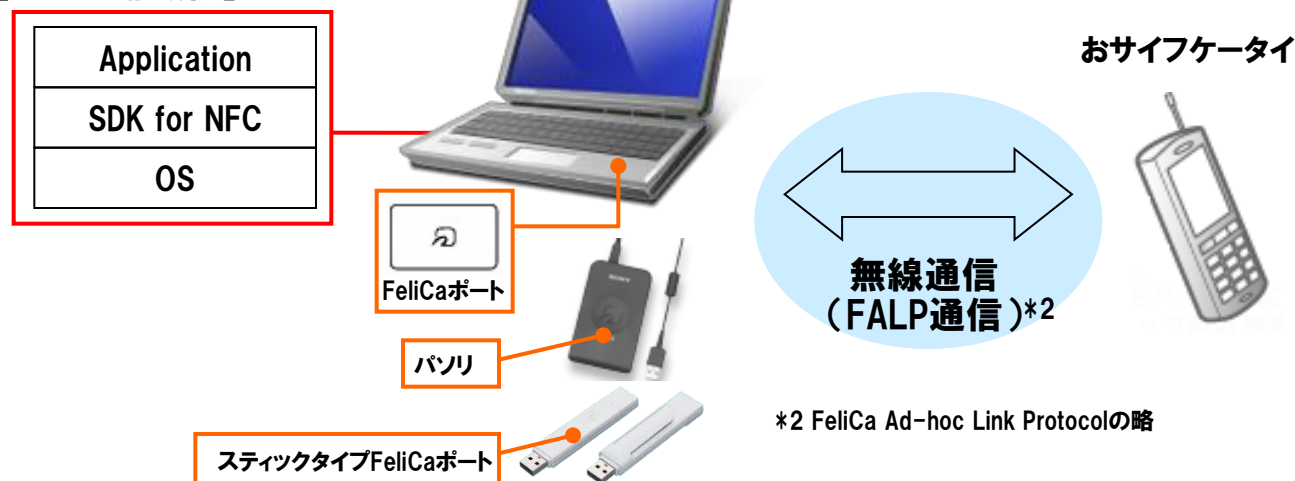 Application
SDK for NFC
OS
おサイフケータイ
FeliCaポート
SONY
パソリ
無線通信
(FALP通信)*2
スティックタイプFeliCaポート
*2 FeliCa Ad-hoc Link Protocolの略